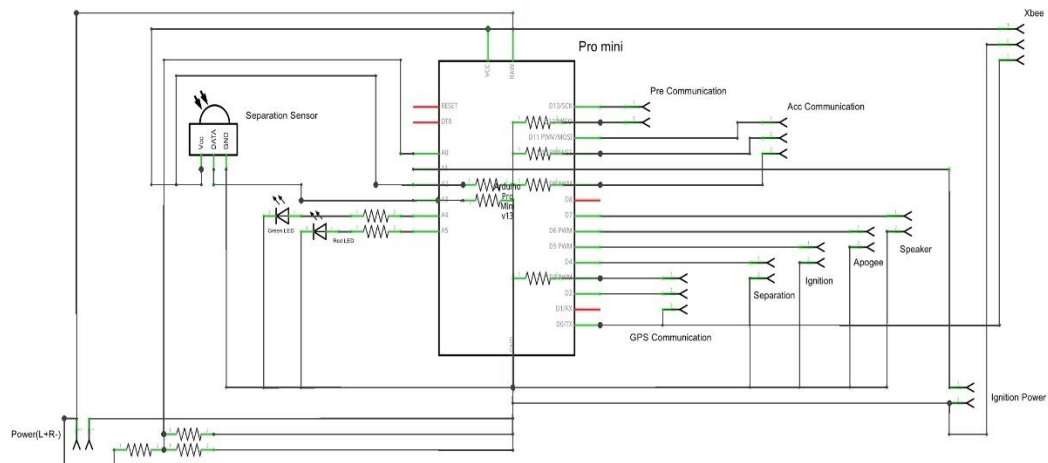 Xbee
Pro mini
VCC
RAW
Pre Communication
RESET
D13/SCK
Acc Communication
Separation Sensor
DTR
D11 PWM/MOSI
Vcc
DATA
GND
A0
A1
A2
Arduino
Pro
Mini
v13
D8
A4
D7
Green LED
Red LED
A5
D6 PWM
Speaker
D5 PWM
Apogee
D4
Ignition
Separation
D2
D1/RX
D0/TX
GPS Communication
GND
Ignition Power
Power(L+R-)